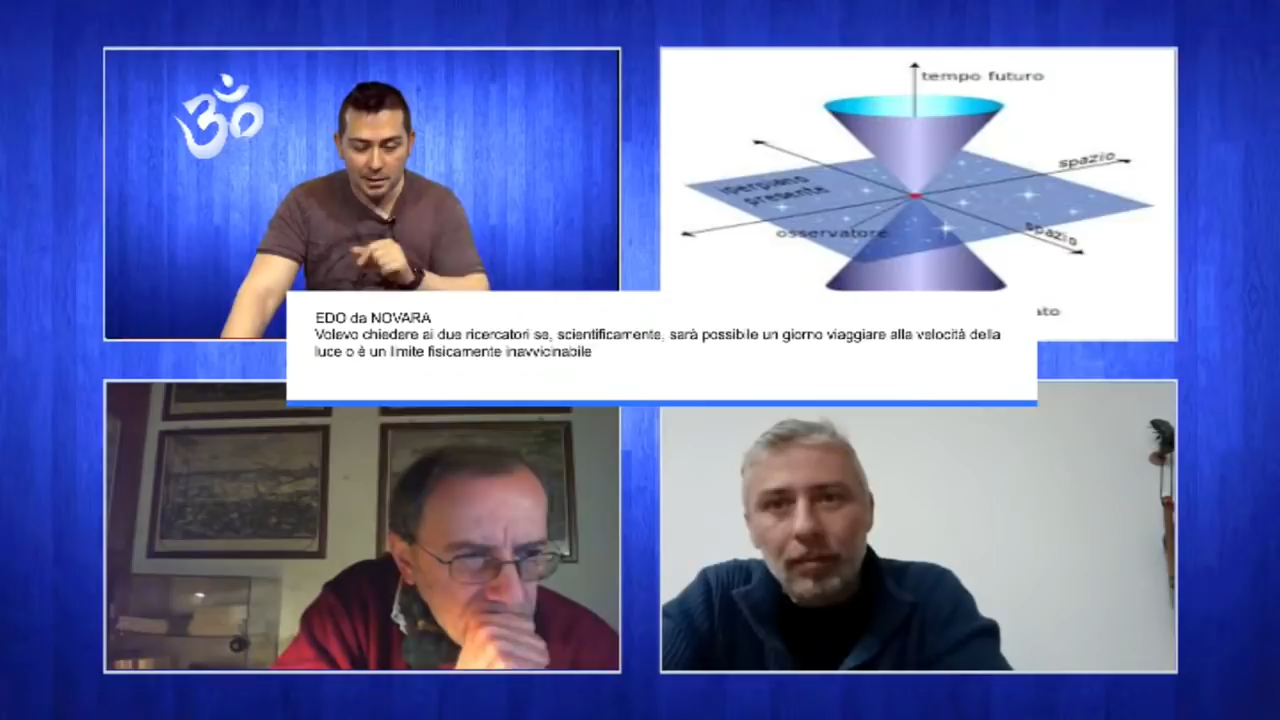 ॐ
tempo futuro
spazio
iperpiano
presente
osservatore
spazio
ato
EDO da NOVARA
Volevo chiedere ai due ricercatori se, scientificamente, sarà possibile un giorno viaggiare alla velocità della
luce o è un limite fisicamente inavvicinabile